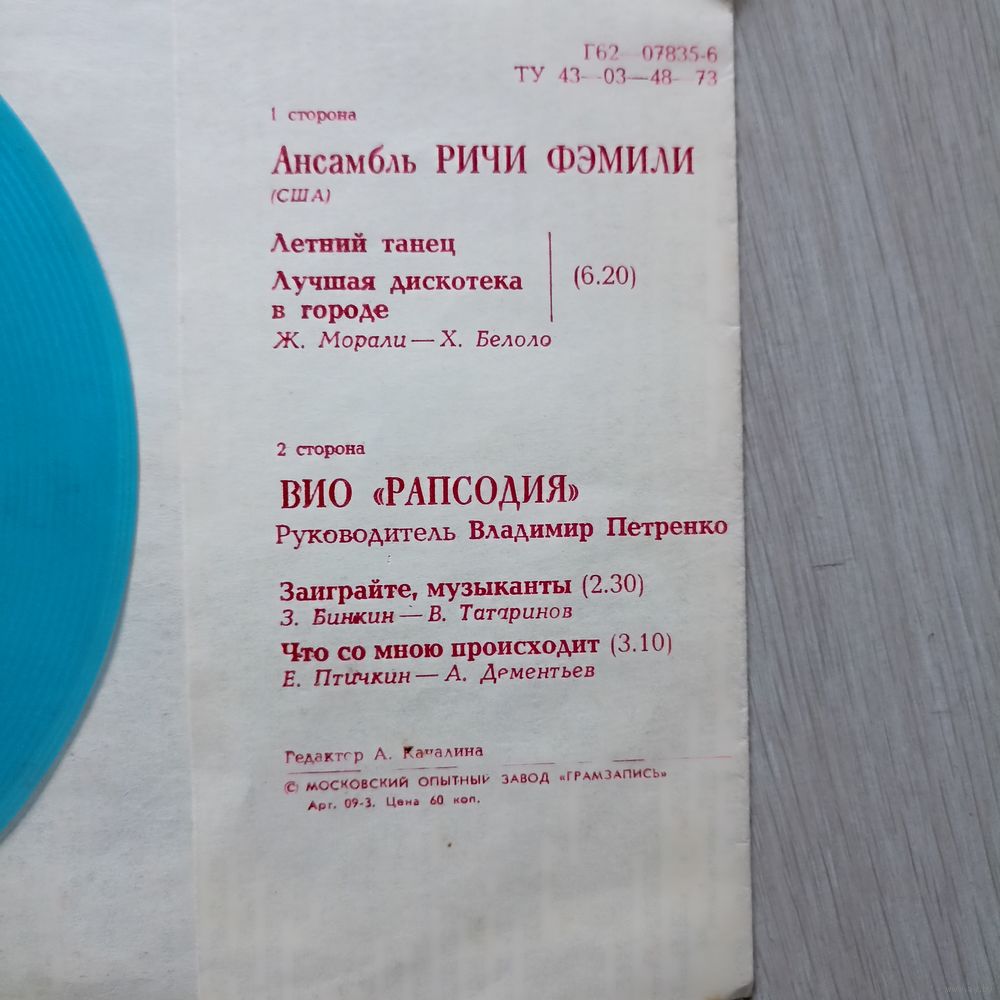 Г62—07835-6
ТУ 43—03—48—73
1 сторона
Ансамбль РИЧИ ФЭМИЛИ
(США)
Летний танец
Лучшая дискотека
в городе
(6.20)
Ж. Морали — Х. Белоло
2 сторона
ВИО «РАПСОДИЯ»
Руководитель Владимир Петренко
Заиграйте, музыканты (2.30)
З. Бинкин — В. Татаринов
Что со мною происходит (3.10)
Е. Птичкин — А. Дементьев
Редактор А. Качалина
© МОСКОВСКИЙ ОПЫТНЫЙ ЗАВОД «ГРАМЗАПИСЬ»
Арт. 09-3. Цена 60 коп.